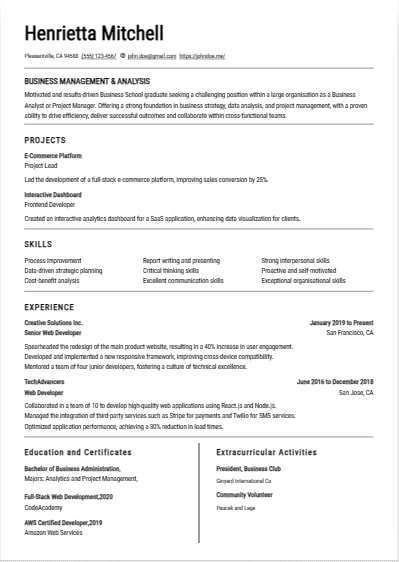 Henrietta Mitchell
Pleasantville, CA 94588 (555) 123-4567 john.doe@gmail.com https://johndoe.me/
BUSINESS MANAGEMENT & ANALYSIS
Motivated and results-driven Business School graduate seeking a challenging position within a large organisation as a Business
Analyst or Project Manager. Offering a strong foundation in business strategy, data analysis, and project management, with a proven
ability to drive efficiency, deliver successful outcomes and collaborate within cross-functional teams.
PROJECTS
E-Commerce Platform
Project Lead
Led the development of a full-stack e-commerce platform, improving sales conversion by 25%.
Interactive Dashboard
Frontend Developer
Created an interactive analytics dashboard for a SaaS application, enhancing data visualization for clients.
SKILLS
Process improvement Report writing and presenting Strong interpersonal skills
Data-driven strategic planning Critical thinking skills Proactive and self-motivated
Cost-benefit analysis Excellent communication skills Exceptional organisational skills
EXPERIENCE
Creative Solutions Inc. January 2019 to Present
Senior Web Developer San Francisco, CA
Spearheaded the redesign of the main product website, resulting in a 40% increase in user engagement.
Developed and implemented a new responsive framework, improving cross-device compatibility.
Mentored a team of four junior developers, fostering a culture of technical excellence.
TechAdvancers June 2016 to December 2018
Web Developer San Jose, CA
Collaborated in a team of 10 to develop high-quality web applications using React.js and Node.js.
Managed the integration of third-party services such as Stripe for payments and Twilio for SMS services.
Optimized application performance, achieving a 30% reduction in load times.
Education and Certificates
Bachelor of Business Administration,
Majors: Analytics and Project Management,
Full-Stack Web Development,2020
CodeAcademy
AWS Certified Developer,2019
Amazon Web Services
Extracurricular Activities
President, Business Club
Ginyard International Co
Community Volunteer
Paucek and Lage